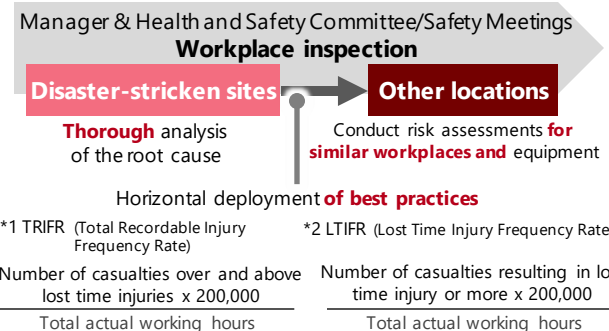 Manager & Health and Safety Committee/Safety Meetings
Workplace inspection
Disaster-stricken sites
Other locations
Thorough analysis
of the root cause
Conduct risk assessments for
similar workplaces and equipment
Horizontal deployment of best practices
*1 TRIFR (Total Recordable Injury
Frequency Rate)
*2 LTIFR (Lost Time Injury Frequency Rate
Number of casualties over and above
lost time injuries x 200,000
Total actual working hours
Number of casualties resulting in
time injury or more x 200,000
Total actual working hours